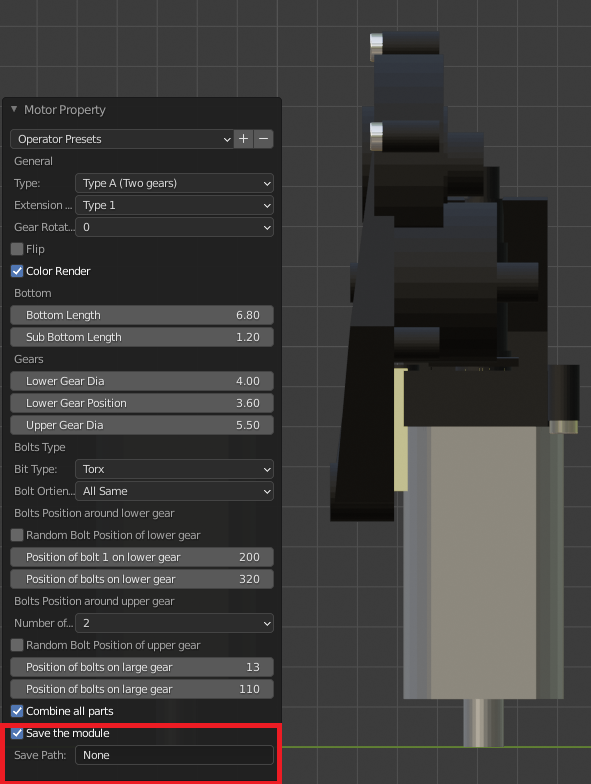 Motor Property
Operator Presets
General
Type: Type A (Two gears)
Extension ... Type 1
Gear Rotat... 0
Flip
Color Render
Bottom
Bottom Length 6.80
Sub Bottom Length 1.20
Gears
Lower Gear Dia 4.00
Lower Gear Position 3.60
Upper Gear Dia 5.50
Bolts Type
Bit Type: Torx
Bolt Ortien... All Same
Bolts Position around lower gear
Random Bolt Position of lower gear
Position of bolt 1 on lower gear 200
Position of bolts on lower gear 320
Bolts Position around upper gear
Number of... 2
Random Bolt Position of upper gear
Position of bolts on large gear 13
Position of bolts on large gear 110
Combine all parts
Save the module
Save Path: None